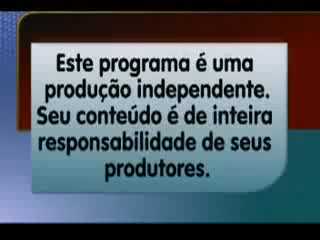 Este programa é uma
produção independente.
Seu conteúdo é de inteira
responsabilidade de seus
produtores.